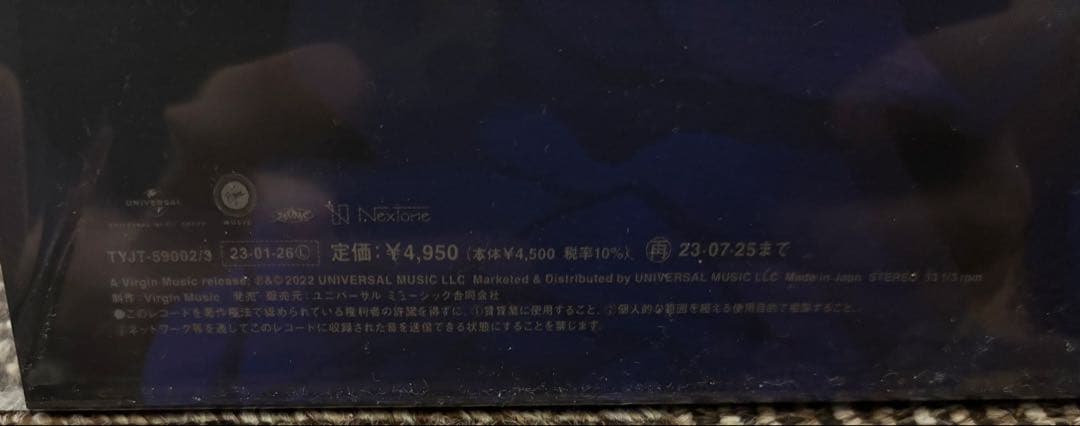 UNIVERSAL
UNIVERSAL MUSIC GROUP
Virgin
MUSIC
NexTone
TYJT-59002/3 23-01-26Ⓛ 定価:¥4,950 (本体¥4,500 税率10%) 再 23・07・25まで
A Virgin Music release; ℗&© 2022 UNIVERSAL MUSIC LLC Marketed & Distributed by UNIVERSAL MUSIC LLC Made in Japan STEREO 33 1/3 rpm
制作:Virgin Music 発売・販売元:ユニバーサル ミュージック合同会社
●このレコードを著作権法で認められている権利者の許諾を得ずに、①賃貸業に使用すること、②個人的な範囲を超える使用目的で複製すること、
③ネットワーク等を通してこのレコードに収録された音を送信できる状態にすることを禁じます。